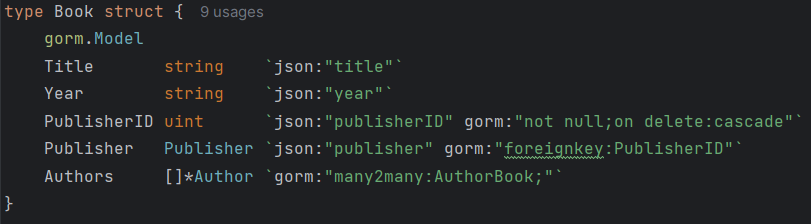 type Book struct {  9 usages
    gorm.Model
    Title       string    `json:"title"`
    Year        string    `json:"year"`
    PublisherID uint      `json:"publisherID" gorm:"not null;on delete:cascade"`
    Publisher   Publisher `json:"publisher" gorm:"foreignkey:PublisherID"`
    Authors     []*Author `gorm:"many2many:AuthorBook;"`
}